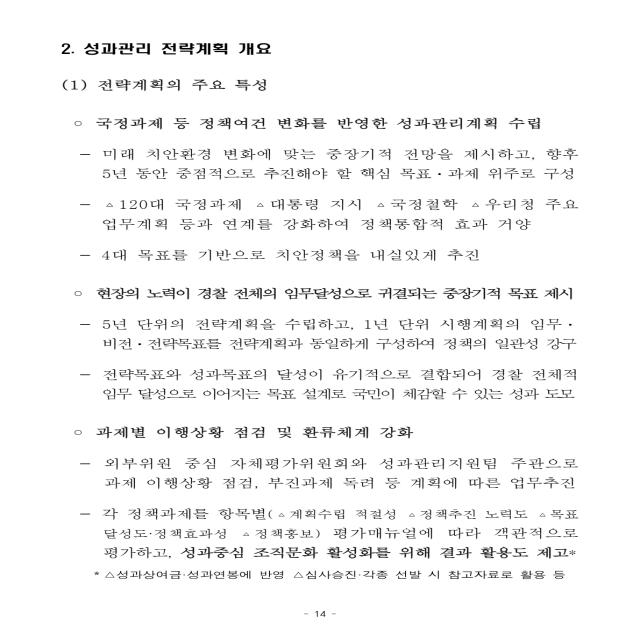 2. 성과관리 전략계획 개요
(1) 전략계획의 주요 특성
○ 국정과제 등 정책여건 변화를 반영한 성과관리계획 수립
－ 미래 치안환경 변화에 맞는 중장기적 전망을 제시하고, 향후
5년 동안 중점적으로 추진해야 할 핵심 목표·과제 위주로 구성
－ △120대 국정과제 △대통령 지시 △국정철학 △우리청 주요
업무계획 등과 연계를 강화하여 정책통합적 효과 거양
－ 4대 목표를 기반으로 치안정책을 내실있게 추진
○ 현장의 노력이 경찰 전체의 임무달성으로 귀결되는 중장기적 목표 제시
－ 5년 단위의 전략계획을 수립하고, 1년 단위 시행계획의 임무·
비전·전략목표를 전략계획과 동일하게 구성하여 정책의 일관성 강구
－ 전략목표와 성과목표의 달성이 유기적으로 결합되어 경찰 전체적
임무 달성으로 이어지는 목표 설계로 국민이 체감할 수 있는 성과 도모
○ 과제별 이행상황 점검 및 환류체계 강화
－ 외부위원 중심 자체평가위원회와 성과관리지원팀 주관으로
과제 이행상황 점검, 부진과제 독려 등 계획에 따른 업무추진
－ 각 정책과제를 항목별(△계획수립 적절성 △정책추진 노력도 △목표
달성도·정책효과성 △정책홍보) 평가매뉴얼에 따라 객관적으로
평가하고, 성과중심 조직문화 활성화를 위해 결과 활용도 제고*
* △성과상여금·성과연봉에 반영 △심사승진·각종 선발 시 참고자료로 활용 등
- 14 -